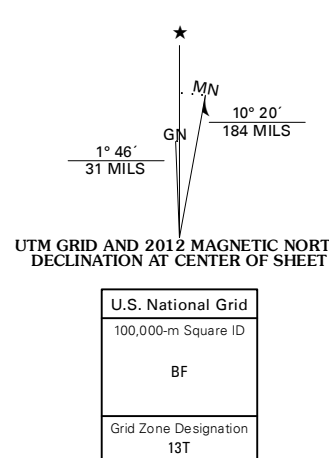 ★
MN
10° 20´
184 MILS
GN
1° 46´
31 MILS
UTM GRID AND 2012 MAGNETIC NORT
DECLINATION AT CENTER OF SHEET
U.S. National Grid
100,000-m Square ID
BF
Grid Zone Designation
13T